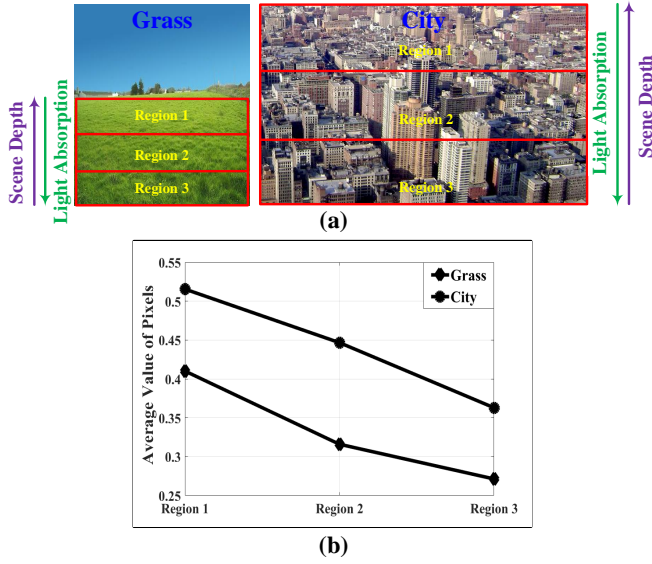 Grass
City
Scene Depth
Light Absorption
Region 1
Region 2
Region 3
Region 1
Region 2
Region 3
Light Absorption
Scene Depth
(a)
Average Value of Pixels
0.55
0.5
0.45
0.4
0.35
0.3
0.25
Grass
City
Region 1
Region 2
Region 3
(b)